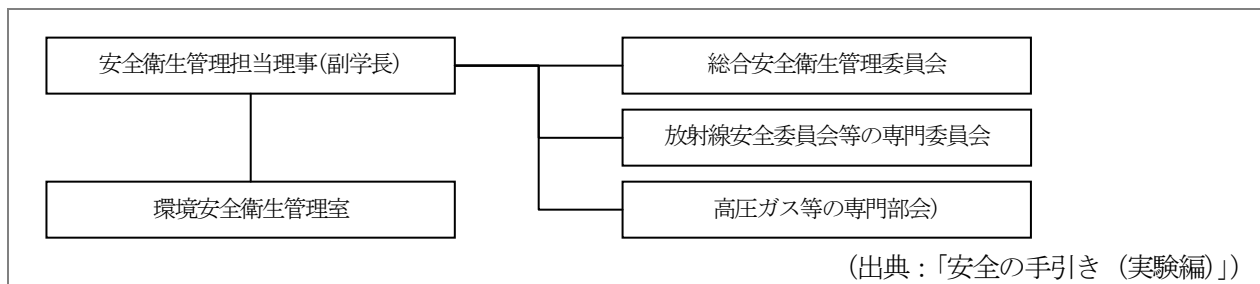 安全衛生管理担当理事(副学長)
総合安全衛生管理委員会
放射線安全委員会等の専門委員会
環境安全衛生管理室
高圧ガス等の専門部会)
(出典:「安全の手引き (実験編)」)